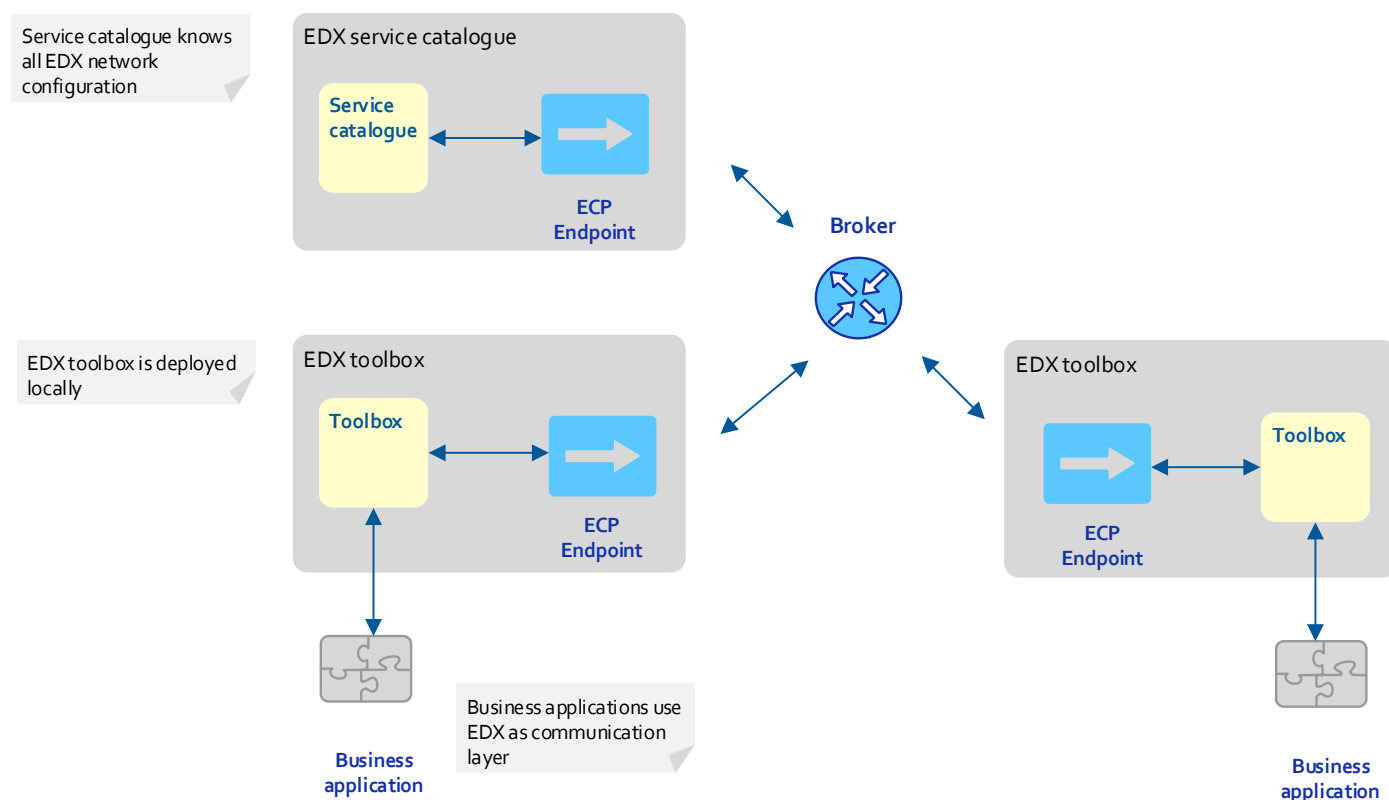 Service catalogue knows
all EDX network
configuration
EDX service catalogue
Service
catalogue
ECP
Endpoint
Broker
EDX toolbox is deployed
locally
EDX toolbox
Toolbox
ECP
Endpoint
EDX toolbox
Toolbox
ECP
Endpoint
Business applications use
EDX as communication
layer
Business
application
Business
application